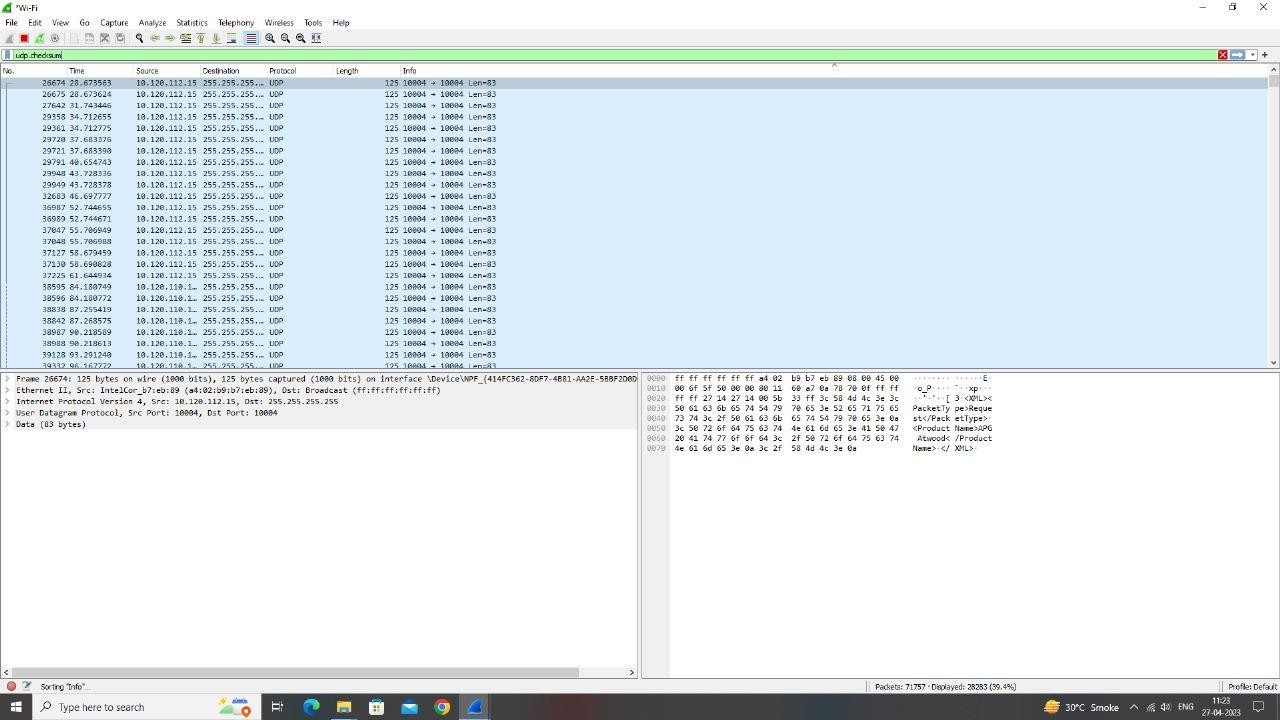 *Wi-Fi
File Edit View Go Capture Analyze Statistics Telephony Wireless Tools Help
udp.checksum
No. Time Source Destination Protocol Length Info
26674 28.673563 10.120.112.15 255.255.255.... UDP 125 10004 → 10004 Len=83
26675 28.673624 10.120.112.15 255.255.255.... UDP 125 10004 → 10004 Len=83
27642 31.743446 10.120.112.15 255.255.255.... UDP 125 10004 → 10004 Len=83
29358 34.712655 10.120.112.15 255.255.255.... UDP 125 10004 → 10004 Len=83
29361 34.712775 10.120.112.15 255.255.255.... UDP 125 10004 → 10004 Len=83
29720 37.683376 10.120.112.15 255.255.255.... UDP 125 10004 → 10004 Len=83
29721 37.683390 10.120.112.15 255.255.255.... UDP 125 10004 → 10004 Len=83
29791 40.654743 10.120.112.15 255.255.255.... UDP 125 10004 → 10004 Len=83
29948 43.728336 10.120.112.15 255.255.255.... UDP 125 10004 → 10004 Len=83
29949 43.728378 10.120.112.15 255.255.255.... UDP 125 10004 → 10004 Len=83
32683 46.697777 10.120.112.15 255.255.255.... UDP 125 10004 → 10004 Len=83
36987 52.744655 10.120.112.15 255.255.255.... UDP 125 10004 → 10004 Len=83
36989 52.744671 10.120.112.15 255.255.255.... UDP 125 10004 → 10004 Len=83
37047 55.706949 10.120.112.15 255.255.255.... UDP 125 10004 → 10004 Len=83
37048 55.706988 10.120.112.15 255.255.255.... UDP 125 10004 → 10004 Len=83
37127 58.679459 10.120.112.15 255.255.255.... UDP 125 10004 → 10004 Len=83
37130 58.690828 10.120.112.15 255.255.255.... UDP 125 10004 → 10004 Len=83
37225 61.644934 10.120.112.15 255.255.255.... UDP 125 10004 → 10004 Len=83
38595 84.180749 10.120.110.1... 255.255.255.... UDP 125 10004 → 10004 Len=83
38596 84.180772 10.120.110.1... 255.255.255.... UDP 125 10004 → 10004 Len=83
38838 87.255419 10.120.110.1... 255.255.255.... UDP 125 10004 → 10004 Len=83
38842 87.268575 10.120.110.1... 255.255.255.... UDP 125 10004 → 10004 Len=83
38987 90.218589 10.120.110.1... 255.255.255.... UDP 125 10004 → 10004 Len=83
38988 90.218613 10.120.110.1... 255.255.255.... UDP 125 10004 → 10004 Len=83
39128 93.291240 10.120.110.1... 255.255.255.... UDP 125 10004 → 10004 Len=83
39332 96.167772 10.120.110.1... 255.255.255.... UDP 125 10004 → 10004 Len=83
Frame 26674: 125 bytes on wire (1000 bits), 125 bytes captured (1000 bits) on interface
Ethernet II, Src: IntelCor_b7:eb:89 (a4:02:b9:b7:eb:89), Dst: Broadcast (ff:ff:ff:ff:ff:ff)
Internet Protocol Version 4, Src: 10.120.112.15, Dst: 255.255.255.255
User Datagram Protocol, Src Port: 10004, Dst Port: 10004
Data (83 bytes)
0000 ff ff ff ff ff ff a4 02 b9 b7 eb 89 08 00 45 00 ········ ······E·
0010 00 6f 5f 50 00 00 80 11 60 a7 0a 78 70 0f ff ff ·o_P···· `··xp···
0020 ff ff 27 14 27 14 00 5b 33 ff 3c 58 4d 4c 3e 3c ··'·'··[ 3·<XML><
0030 50 61 63 6b 65 74 54 79 70 65 3e 52 65 71 75 65 PacketTy pe>Reque
0040 73 74 3c 2f 50 61 63 6b 65 74 54 79 70 65 3e 0a st</Pack etType>·
0050 3c 50 72 6f 64 75 63 74 4e 61 6d 65 3e 41 50 47 <Product Name>APG
0060 20 41 74 77 6f 6f 64 3c 2f 50 72 6f 64 75 63 74 Atwood< /Product
0070 4e 61 6d 65 3e 0a 3c 2f 58 4d 4c 3e 0a Name>·</ XML>·
Sorting "Info"... Packets: 71757 · Displayed: 28283 (39.4%) Profile: Default
Type here to search 30°C Smoke ENG 11:23
27-04-2023